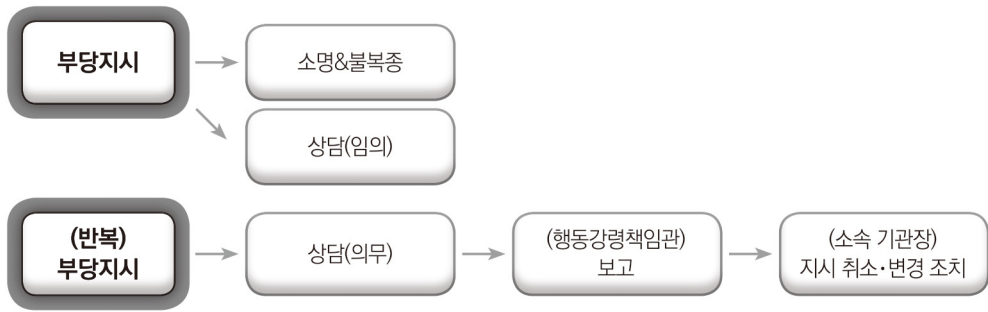 부당지시
소명&불복종
상담(임의)
(반복)
부당지시
상담(의무)
(행동강령책임관)
보고
(소속 기관장)
지시 취소·변경 조치